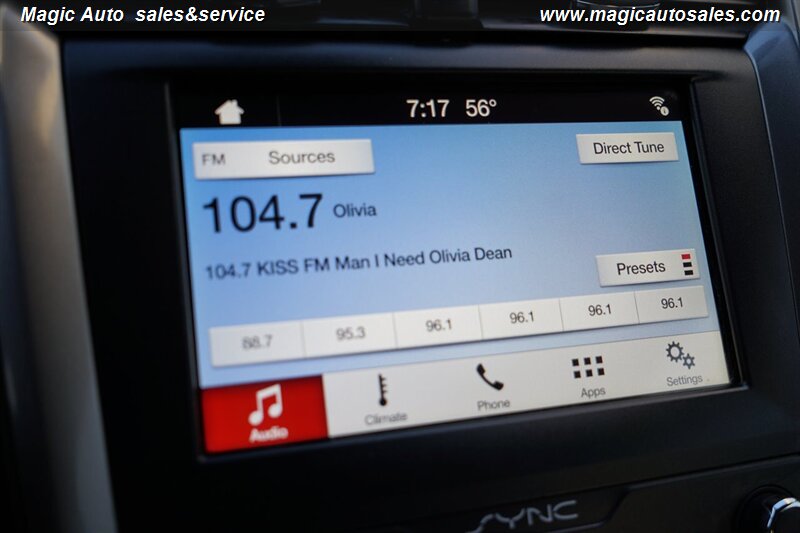 Magic Auto sales&service
www.magicautosales.com
7:17 56°
FM Sources
Direct Tune
104.7 Olivia
104.7 KISS FM Man I Need Olivia Dean
Presets
88.7 95.3 96.1 96.1 96.1 96.1
Audio Climate Phone Apps Settings
SYNC